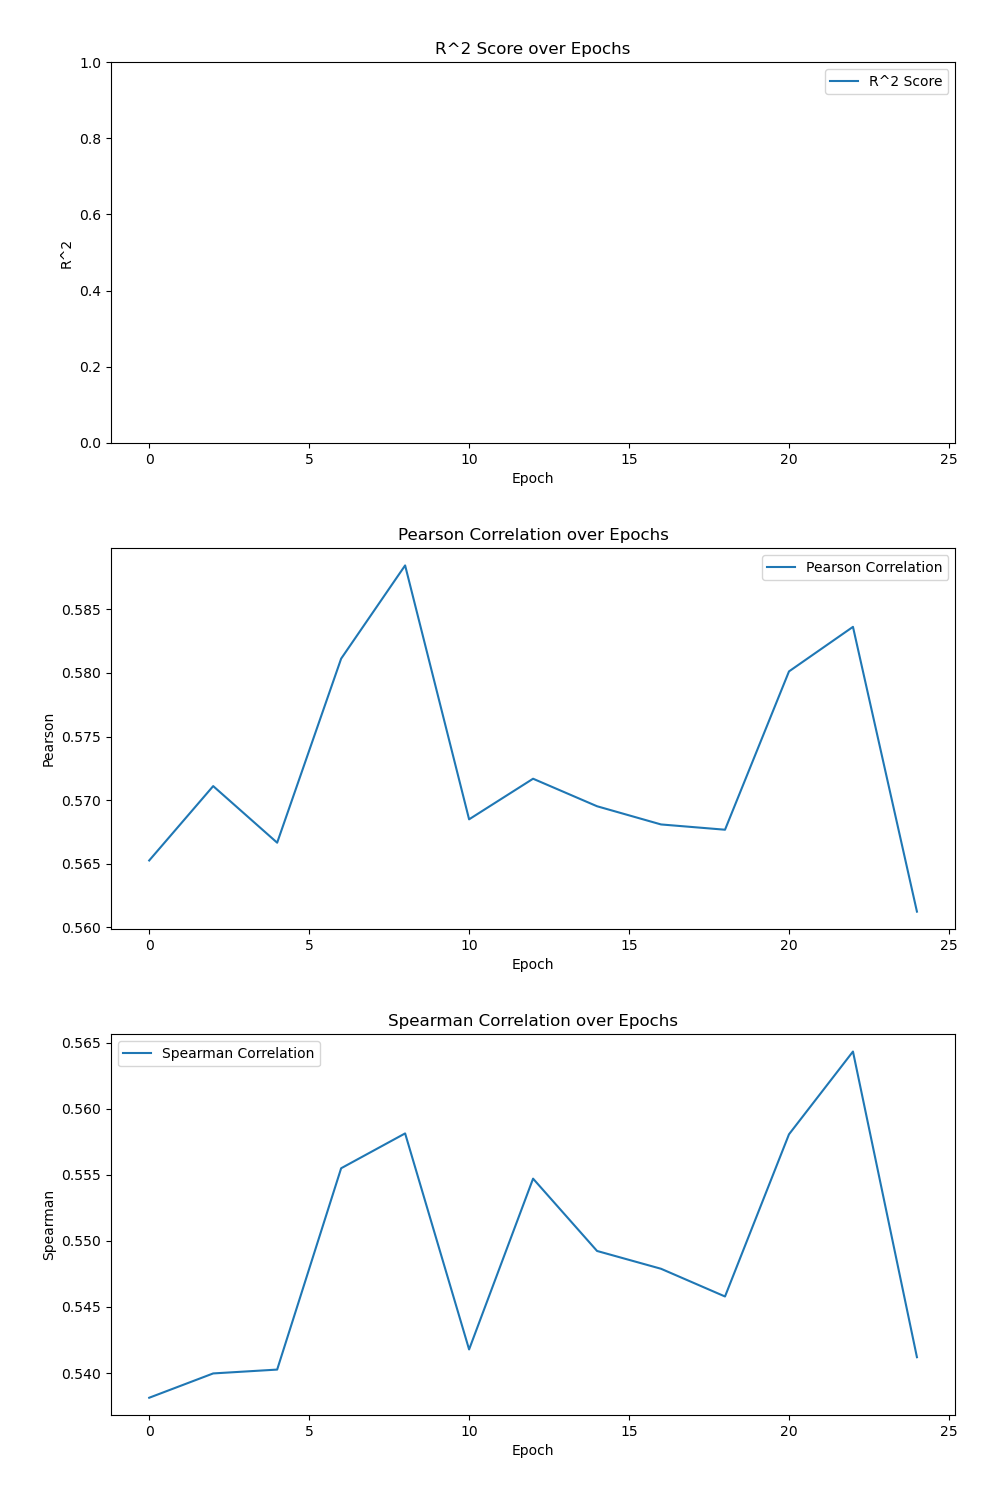 R^2 Score over Epochs
R^2 Score
1.0
0.8
0.6
0.4
0.2
0.0
R^2
0 5 10 15 20 25
Epoch
Pearson Correlation over Epochs
Pearson Correlation
0.585
0.580
0.575
0.570
0.565
0.560
Pearson
0 5 10 15 20 25
Epoch
Spearman Correlation over Epochs
Spearman Correlation
0.565
0.560
0.555
0.550
0.545
0.540
Spearman
0 5 10 15 20 25
Epoch